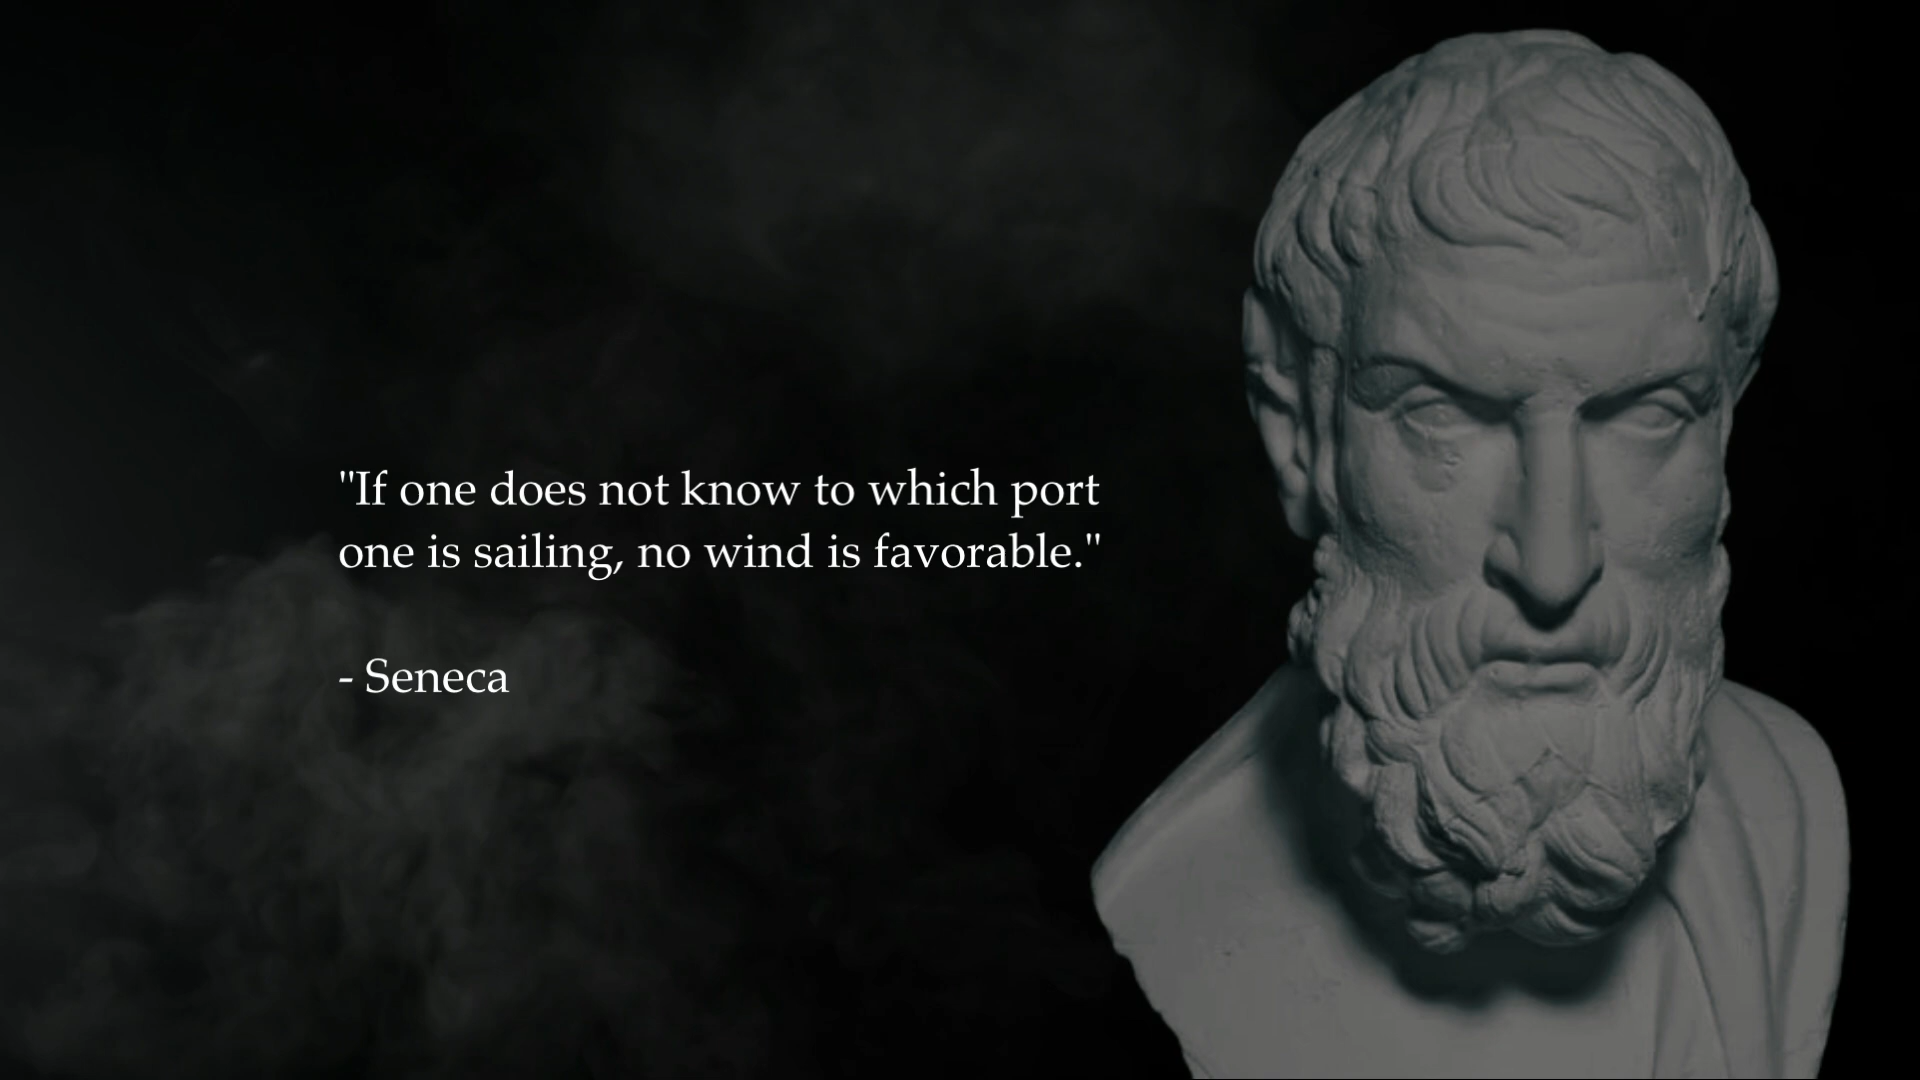 "If one does not know to which port
one is sailing, no wind is favorable."
- Seneca